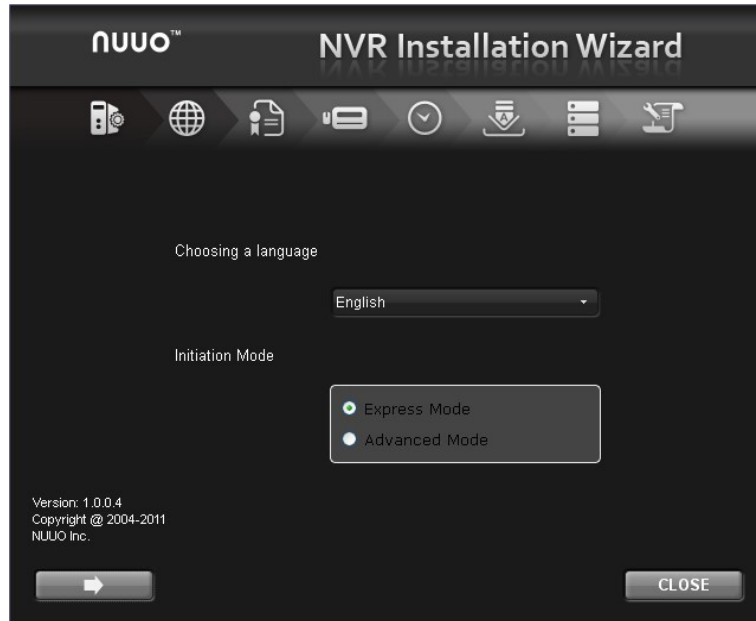 nuuo™
NVR Installation Wizard
Choosing a language
English
Initiation Mode
Express Mode
Advanced Mode
Version: 1.0.0.4
Copyright @ 2004-2011
NUUO Inc.
CLOSE